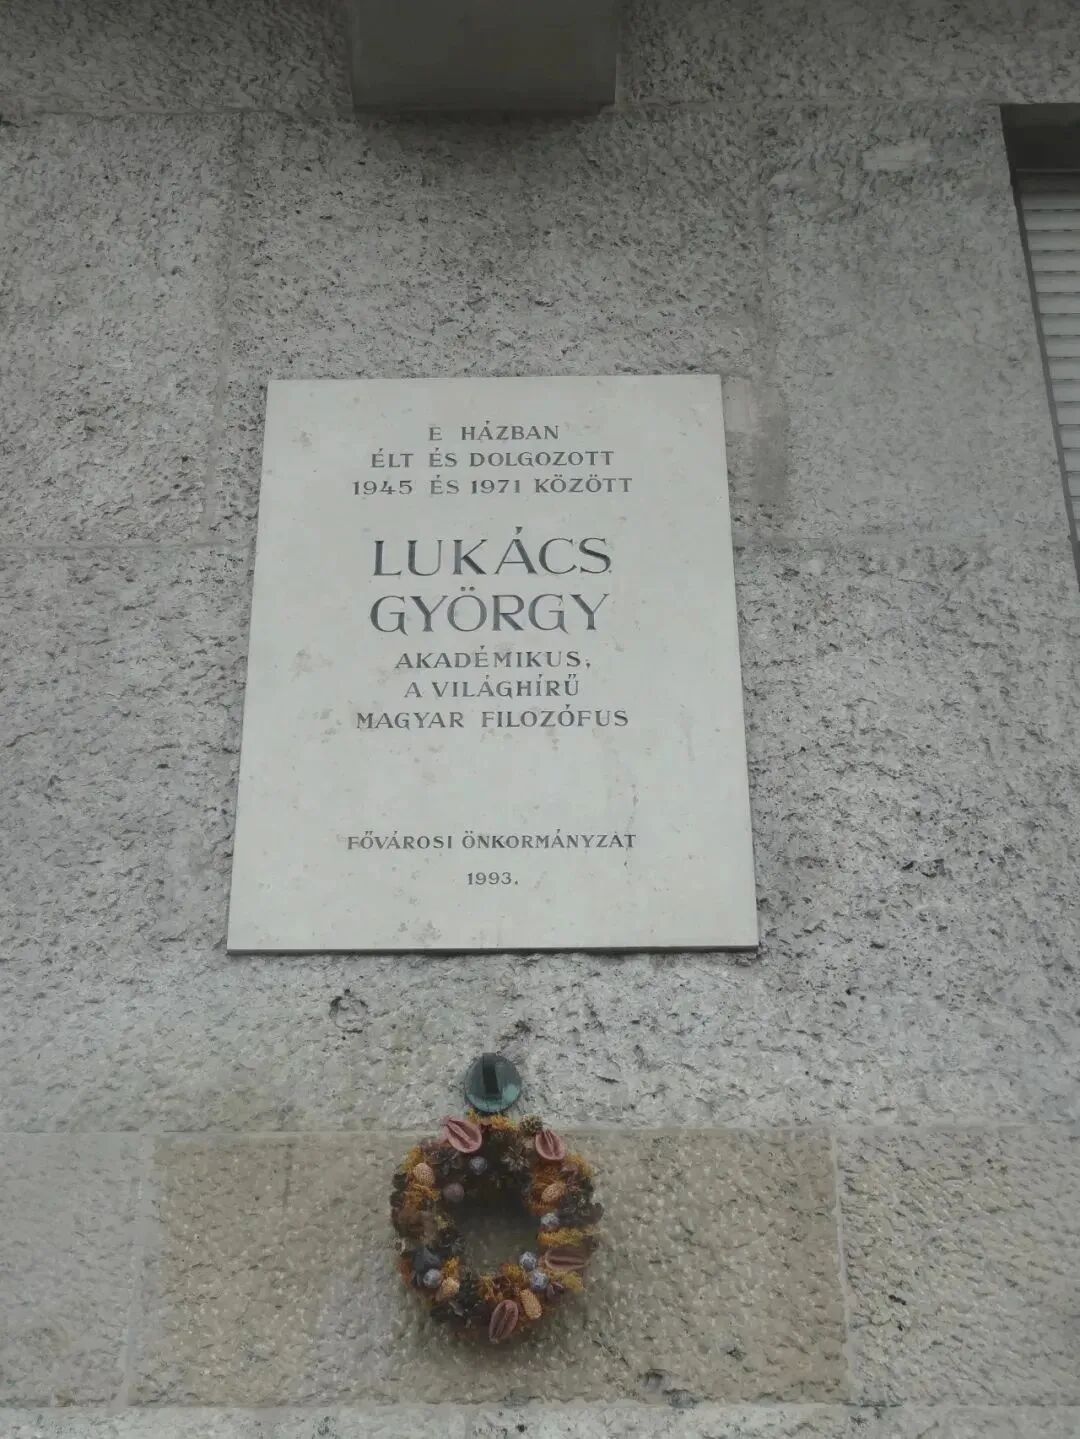 E HÁZBAN
ÉLT ÉS DOLGOZOTT
1945 ÉS 1971 KÖZÖTT
LUKÁCS
GYÖRGY
AKADÉMIKUS,
A VILÁGHÍRŰ
MAGYAR FILOZÓFUS
FŐVÁROSI ÖNKORMÁNYZAT
1993.